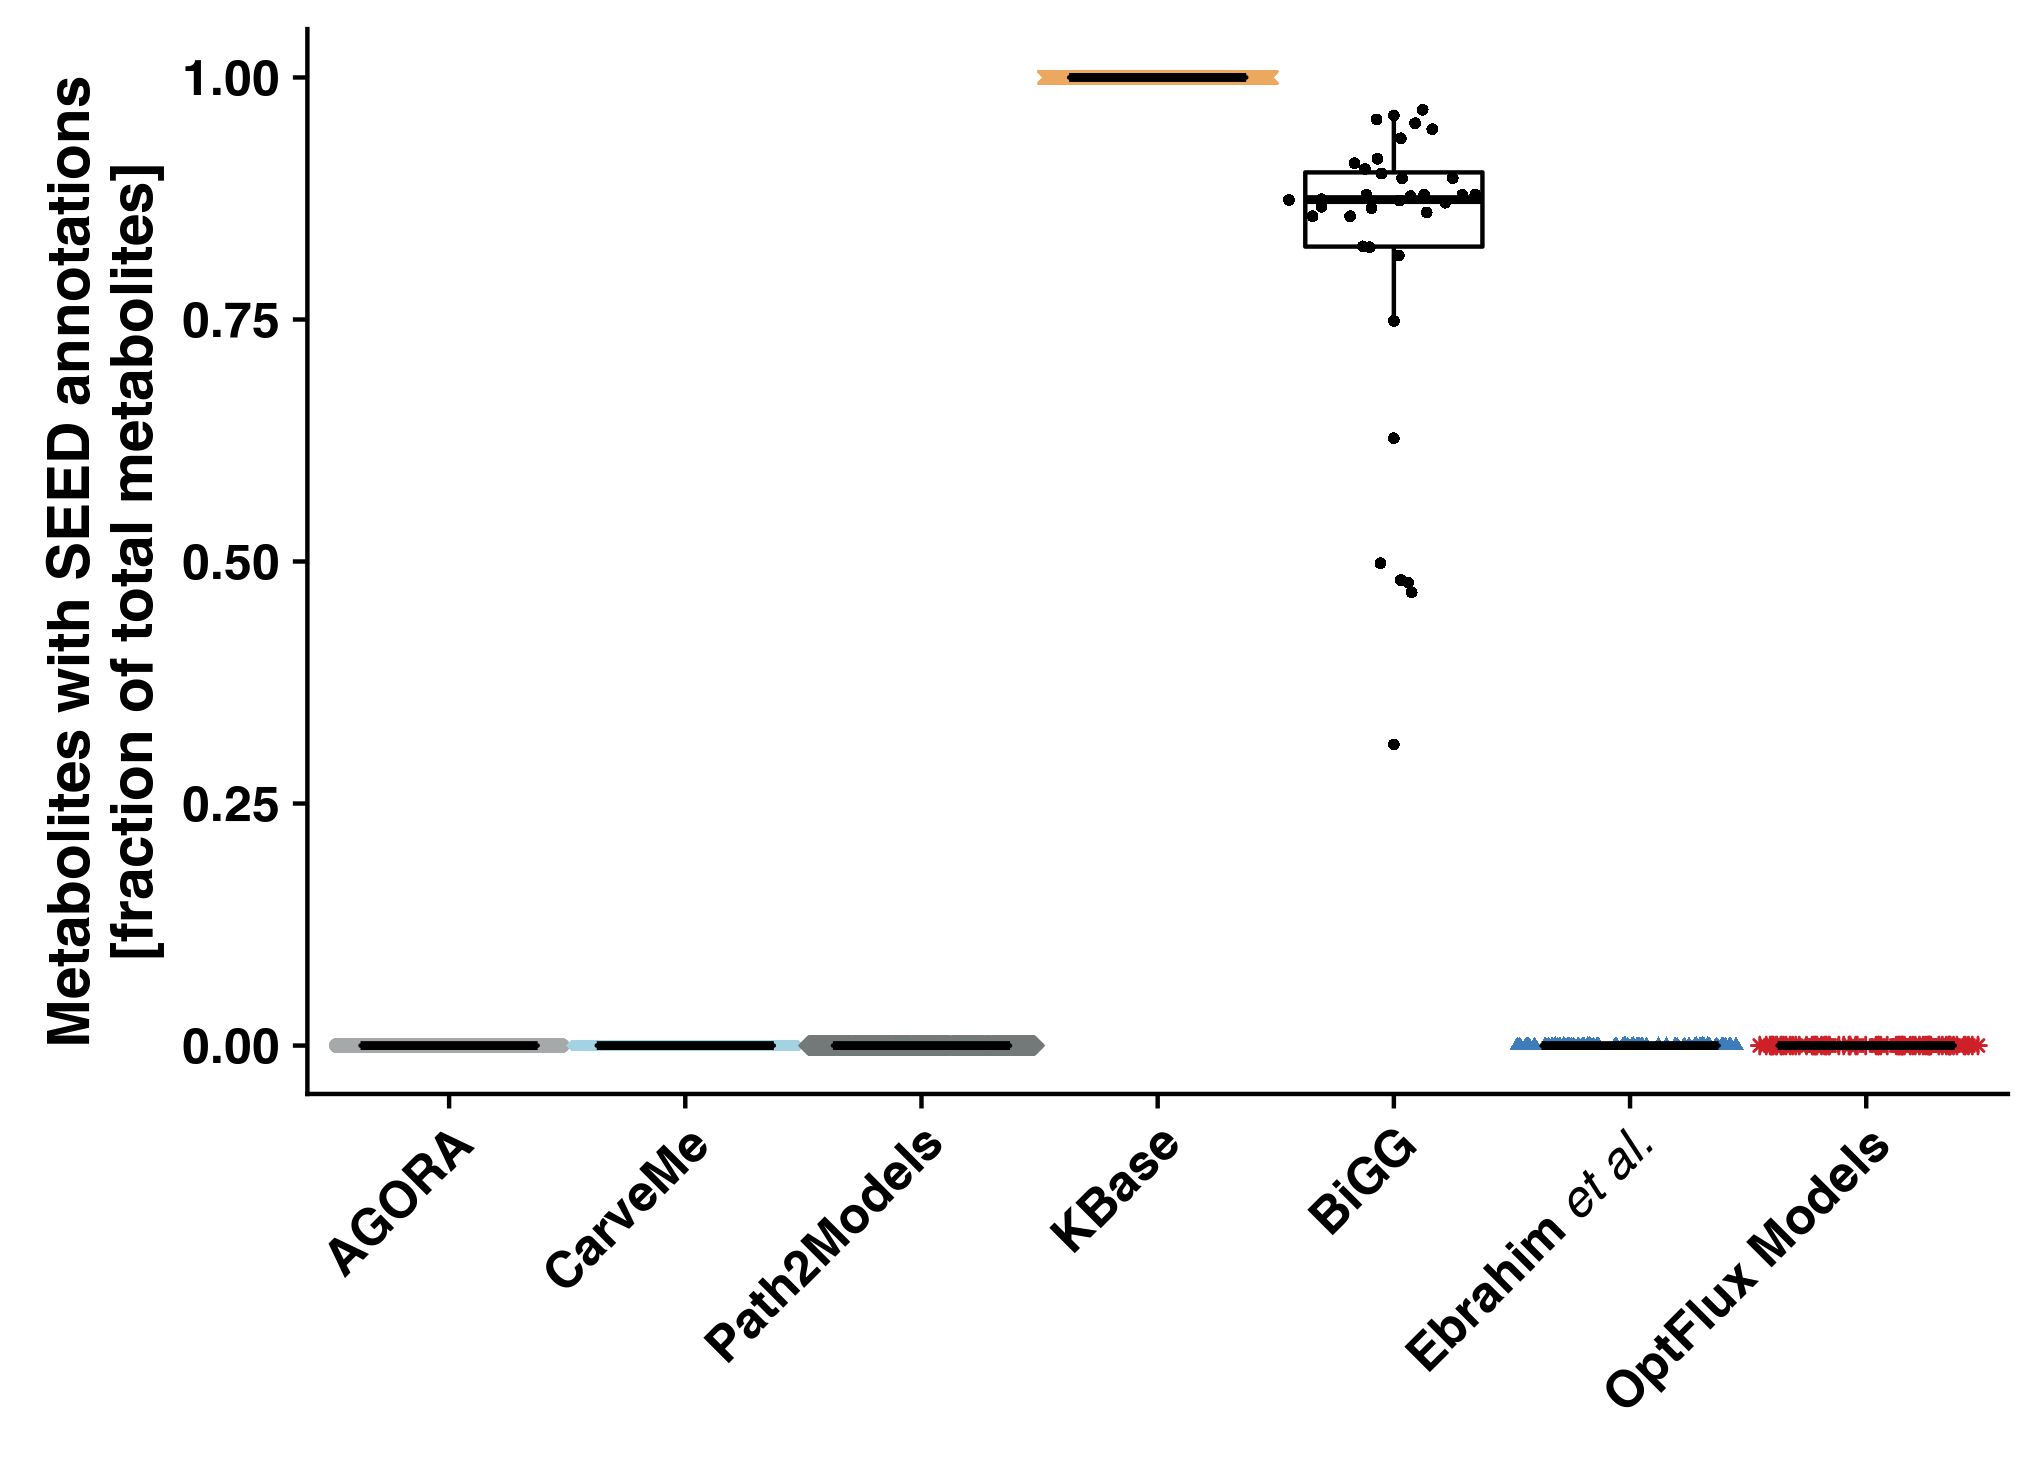 Metabolites with SEED annotations
[fraction of total metabolites]
1.00
0.75
0.50
0.25
0.00
AGORA
CarveMe
Path2Models
KBase
BiGG
Ebrahim et al.
OptFlux Models